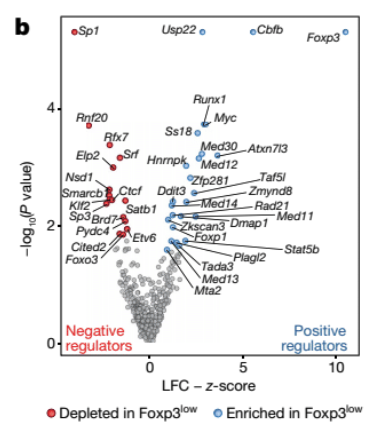 b
Sp1 Usp22 Cbfb Foxp3
Runx1
4
Rnf20 Myc
Rfx7 Ss18
Elp2 Srf Med30 Atxn7l3
Hnrnpk Med12
Nsd1 Zfp281 Taf5l
Smarcb1 Ctcf Ddit3 Zmynd8
Klf2 Satb1 Med14 Rad21
Sp3 Med11
2
Brd7 Zkscan3 Dmap1
Pydc4 Etv6 Foxp1
Cited2 Stat5b
Foxo3 Plagl2
Tada3
Med13
Mta2
Negative regulators
Positive regulators
0
0 5 10
–log10(P value)
LFC – z-score
Depleted in Foxp3low Enriched in Foxp3low